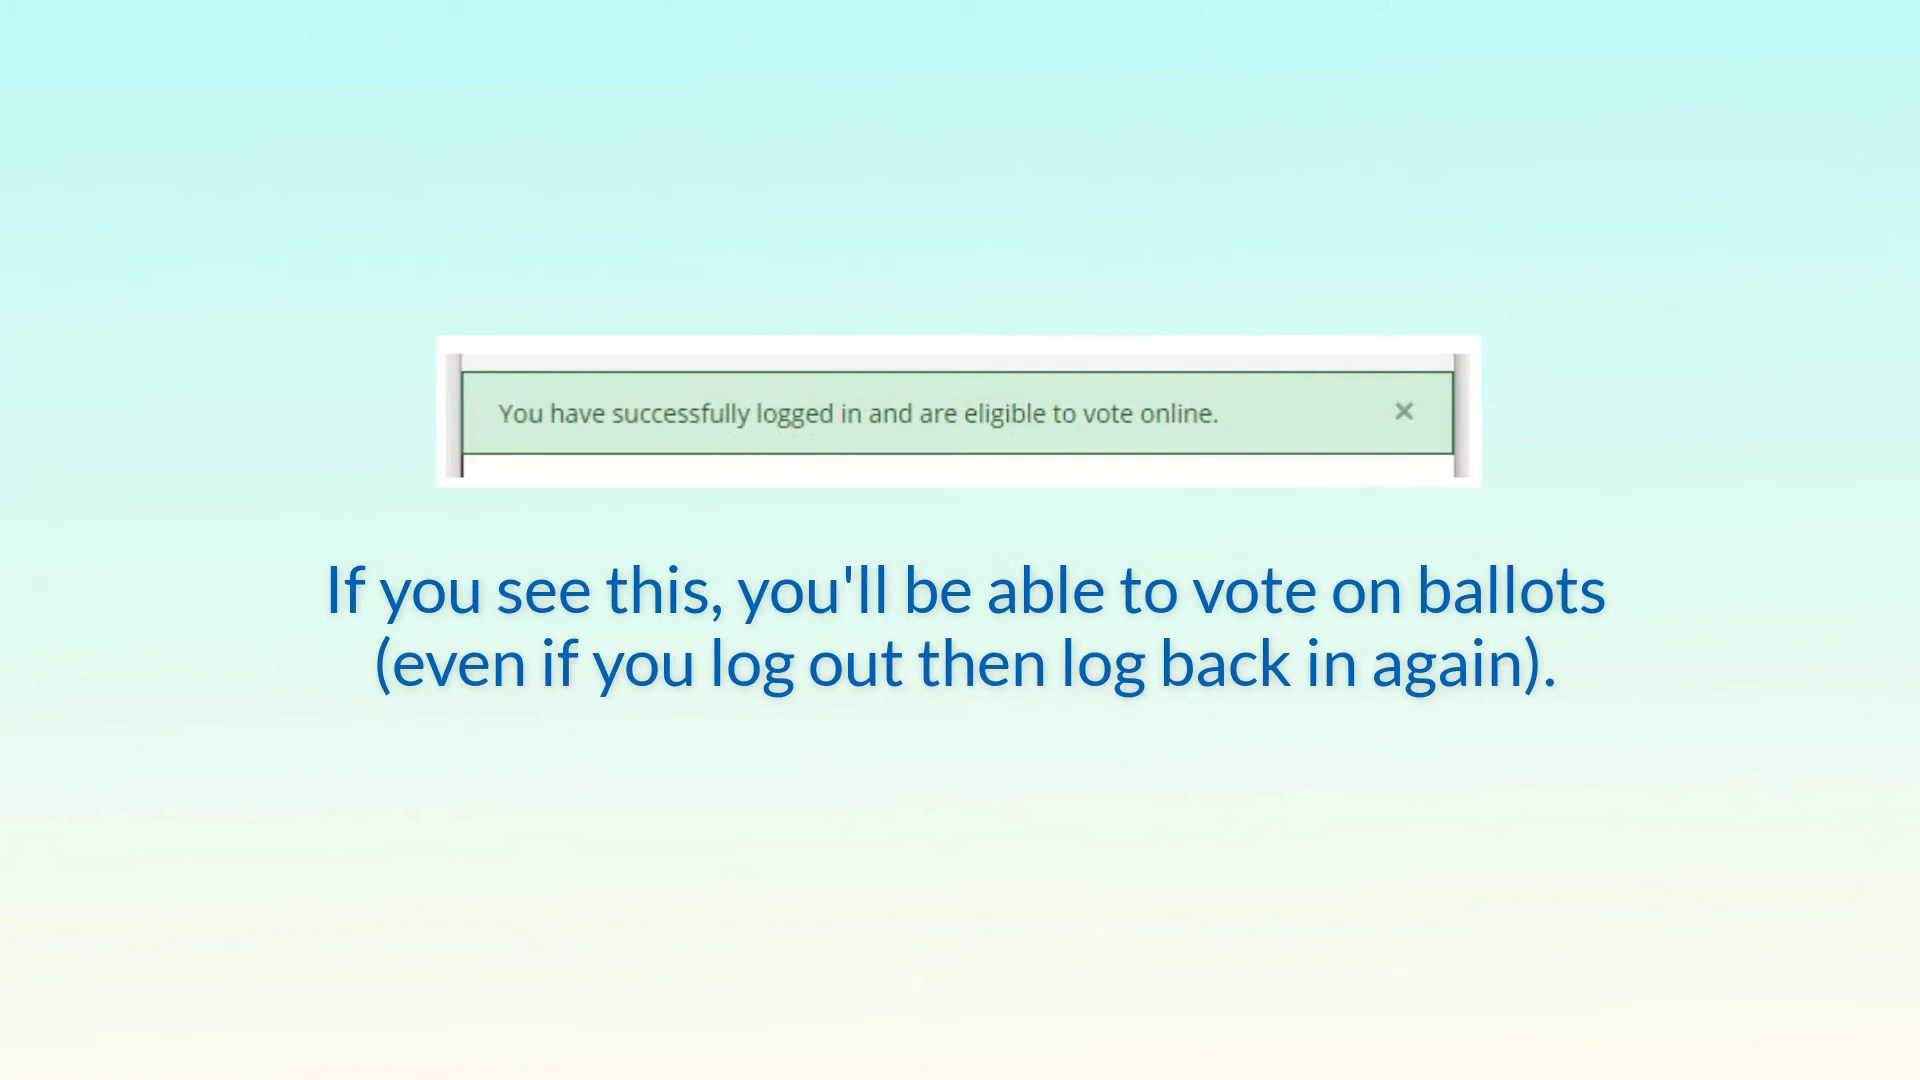 You have successfully logged in and are eligible to vote online. ×
If you see this, you'll be able to vote on ballots
(even if you log out then log back in again).